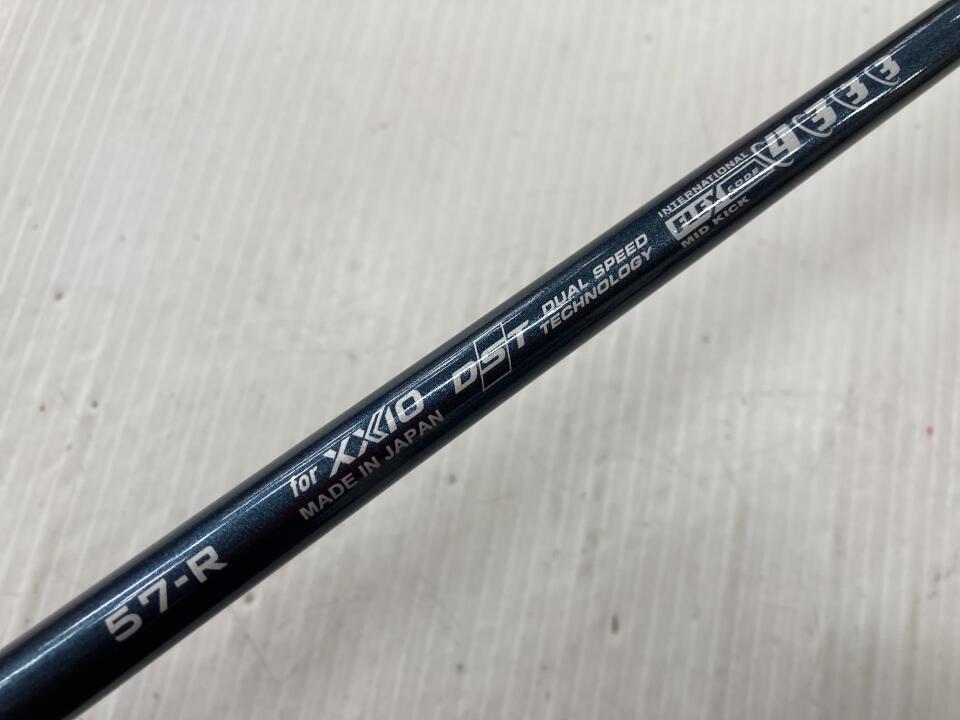 57-R
for XXIO
MADE IN JAPAN
DST
DUAL SPEED
TECHNOLOGY
INTERNATIONAL
FLEX CODE
MID KICK
4333